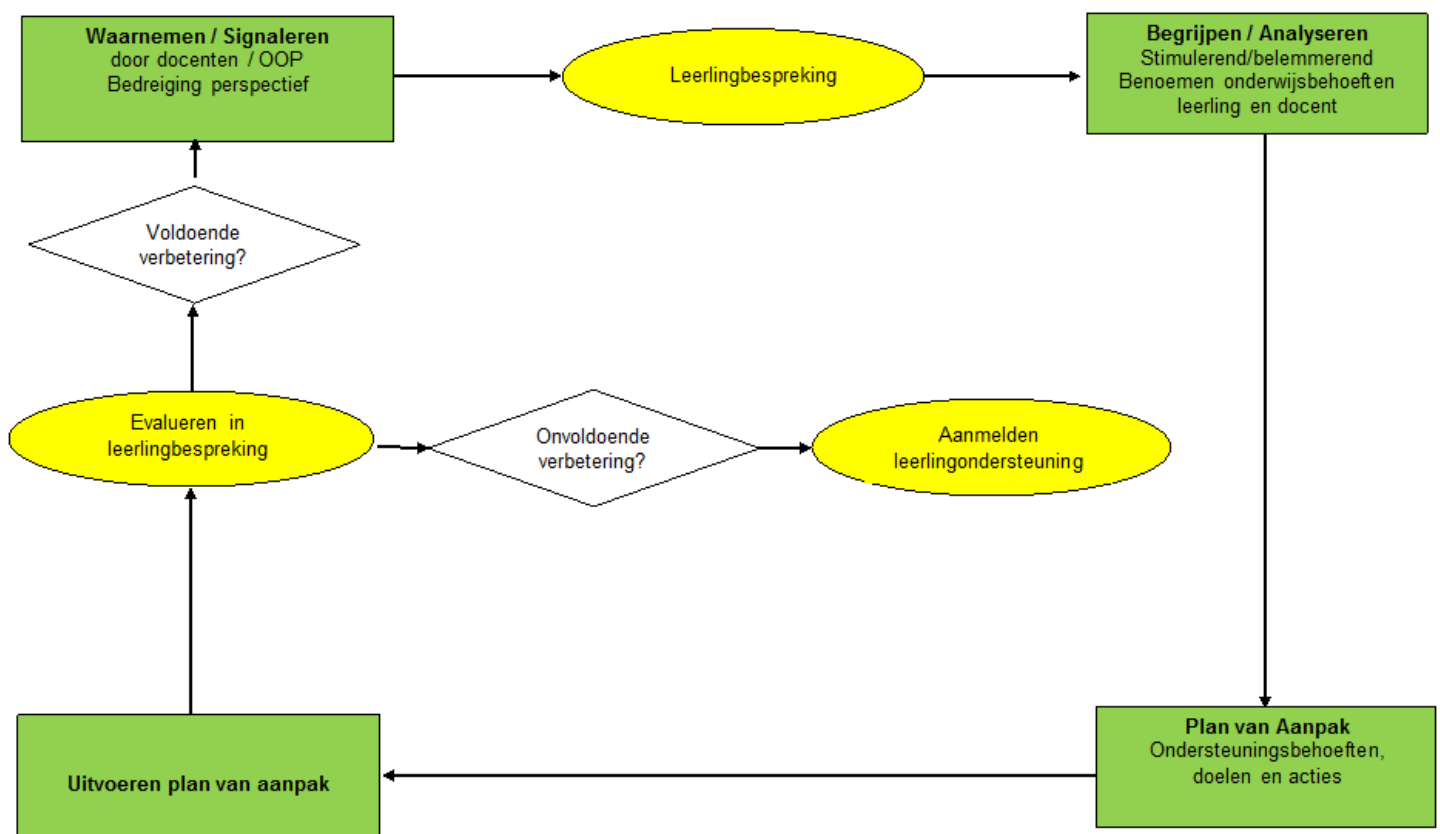 Waarnemen / Signaleren
door docenten / OOP
Bedreiging perspectief
Leerlingbespreking
Begrijpen / Analyseren
Stimulerend/belemmerend
Benoemen onderwijsbehoeften
leerling en docent
Voldoende
verbetering?
Evalueren in
leerlingbespreking
Onvoldoende
verbetering?
Aanmelden
leerlingondersteuning
Uitvoeren plan van aanpak
Plan van Aanpak
Ondersteuningsbehoeften,
doelen en acties